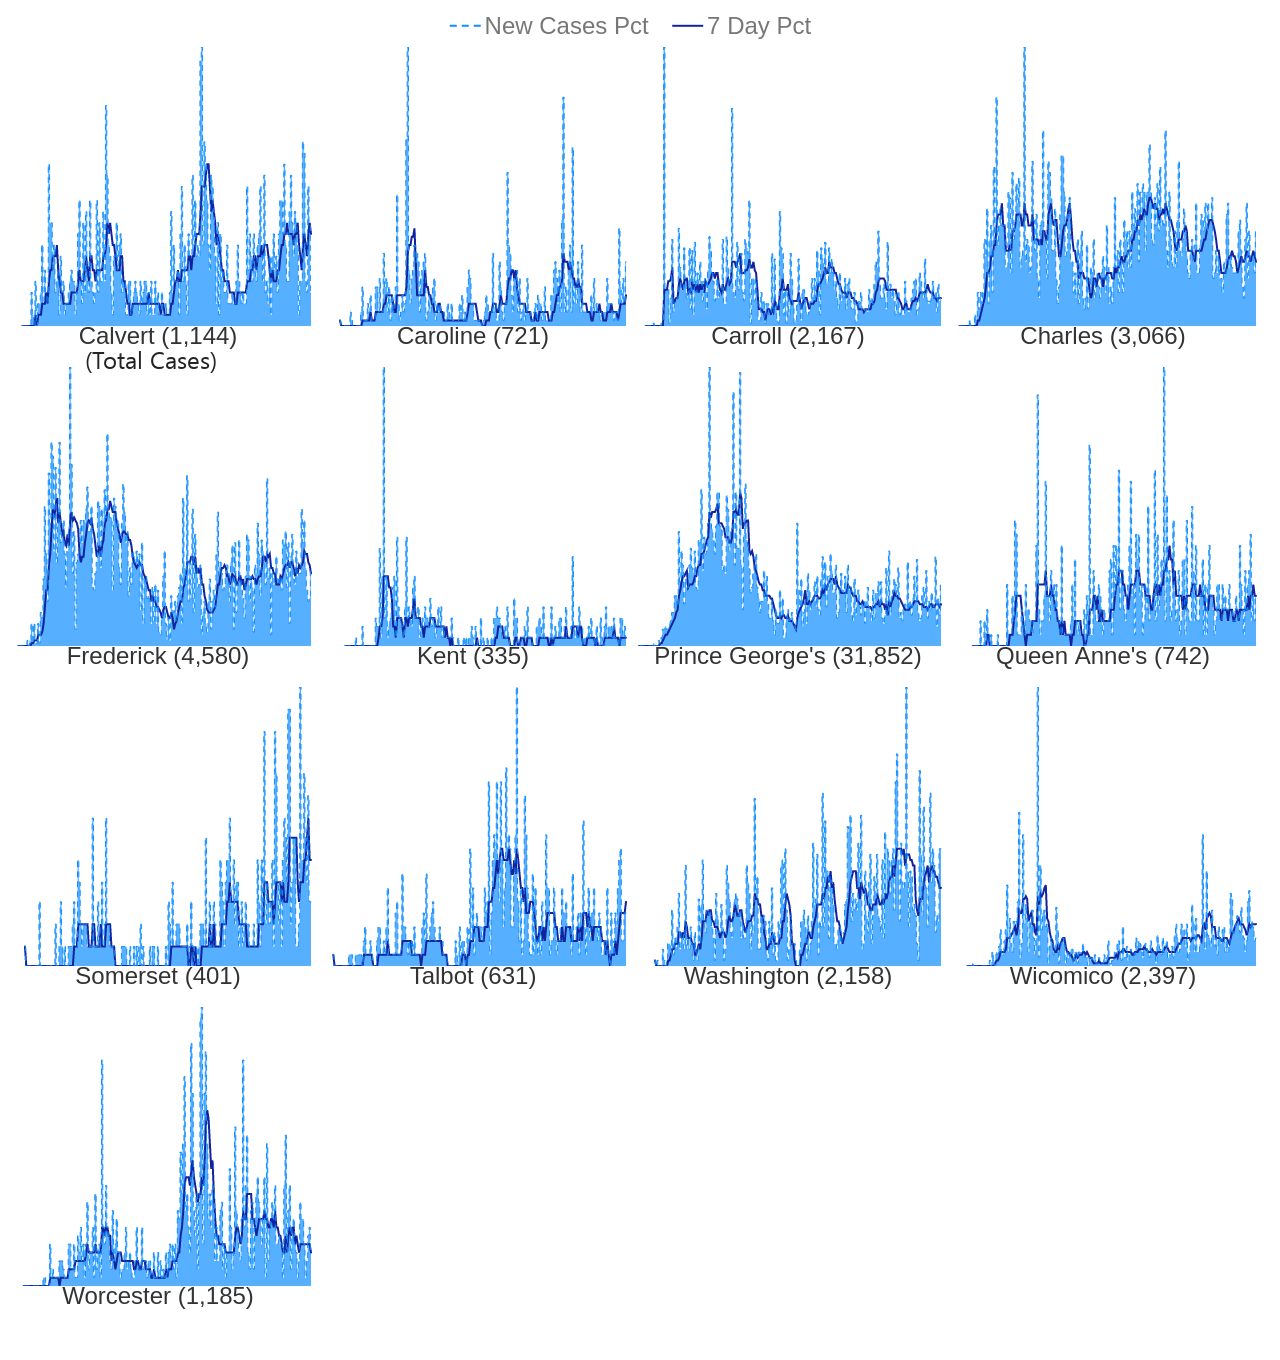 New Cases Pct 7 Day Pct
Calvert (1,144) Caroline (721) Carroll (2,167) Charles (3,066)
(Total Cases)
Frederick (4,580) Kent (335) Prince George's (31,852) Queen Anne's (742)
Somerset (401) Talbot (631) Washington (2,158) Wicomico (2,397)
Worcester (1,185)